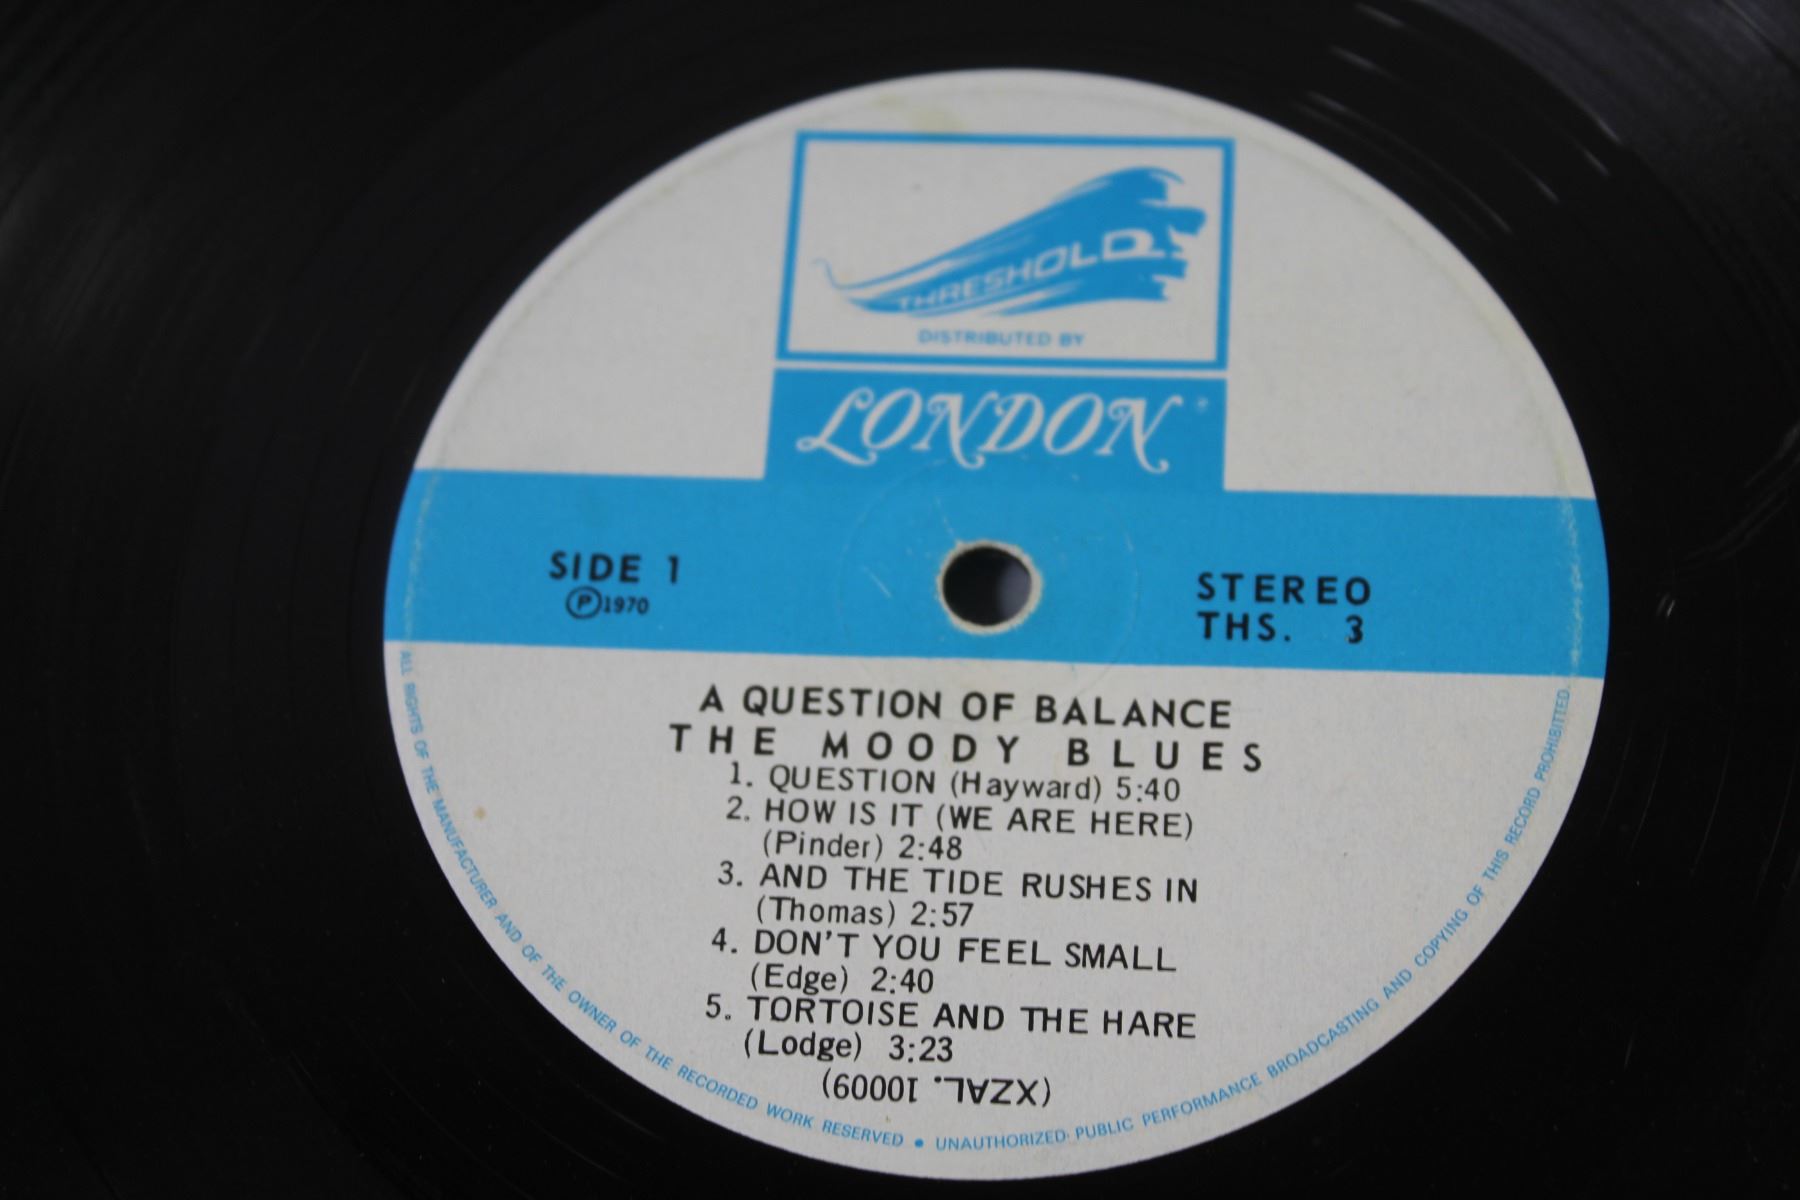 THRESHOLD
DISTRIBUTED BY
LONDON®
SIDE 1
Ⓟ1970
STEREO
THS. 3
A QUESTION OF BALANCE
THE MOODY BLUES
1. QUESTION (Hayward) 5:40
2. HOW IS IT (WE ARE HERE)
(Pinder) 2:48
3. AND THE TIDE RUSHES IN
(Thomas) 2:57
4. DON'T YOU FEEL SMALL
(Edge) 2:40
5. TORTOISE AND THE HARE
(Lodge) 3:23
(XZAL. 10009)
ALL RIGHTS OF THE MANUFACTURER AND OF THE OWNER OF THE RECORDED WORK RESERVED • UNAUTHORIZED PUBLIC PERFORMANCE BROADCASTING AND COPYING OF THIS RECORD PROHIBITTED.